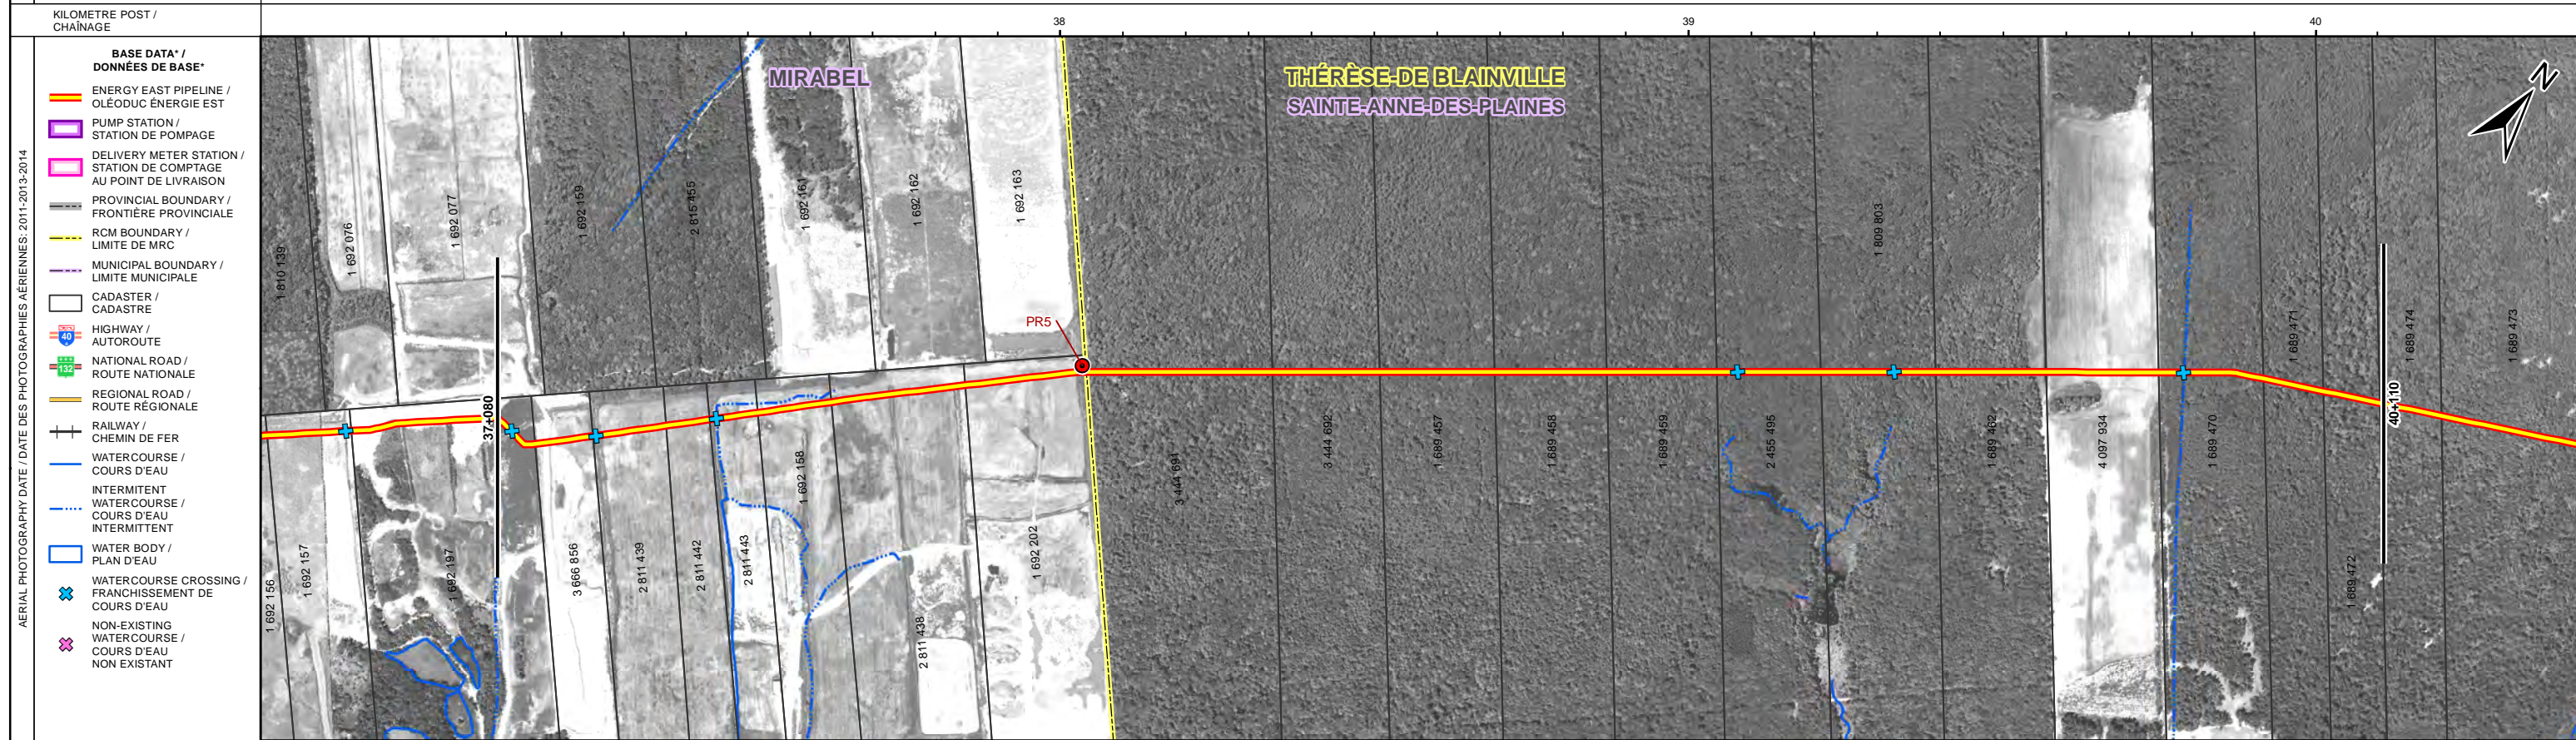 KILOMETRE POST /
CHAÎNAGE
38
39
40
AERIAL PHOTOGRAPHY DATE / DATE DES PHOTOGRAPHIES AÉRIENNES: 2011-2013-2014
BASE DATA* /
DONNÉES DE BASE*
ENERGY EAST PIPELINE /
OLÉODUC ÉNERGIE EST
PUMP STATION /
STATION DE POMPAGE
DELIVERY METER STATION /
STATION DE COMPTAGE
AU POINT DE LIVRAISON
PROVINCIAL BOUNDARY /
FRONTIÈRE PROVINCIALE
RCM BOUNDARY /
LIMITE DE MRC
MUNICIPAL BOUNDARY /
LIMITE MUNICIPALE
CADASTER /
CADASTRE
40
HIGHWAY /
AUTOROUTE
132
NATIONAL ROAD /
ROUTE NATIONALE
REGIONAL ROAD /
ROUTE RÉGIONALE
RAILWAY /
CHEMIN DE FER
WATERCOURSE /
COURS D'EAU
INTERMITENT
WATERCOURSE /
COURS D'EAU
INTERMITTENT
WATER BODY /
PLAN D'EAU
WATERCOURSE CROSSING /
FRANCHISSEMENT DE
COURS D'EAU
NON-EXISTING
WATERCOURSE /
COURS D'EAU
NON EXISTANT
MIRABEL
THÉRÈSE-DE BLAINVILLE
SAINTE-ANNE-DES-PLAINES
N
1 810 139
1 692 076
1 692 077
1 692 159
2 815 455
1 692 161
1 692 162
1 692 163
1 809 803
1 689 471
1 689 474
1 689 473
PR5
37+080
40+110
1 692 156
1 692 157
1 692 197
3 666 856
2 811 439
2 811 442
2 811 443
1 692 158
2 811 438
1 692 202
3 444 691
3 444 692
1 689 457
1 689 458
1 689 459
2 455 495
1 689 462
4 097 934
1 689 470
1 689 472